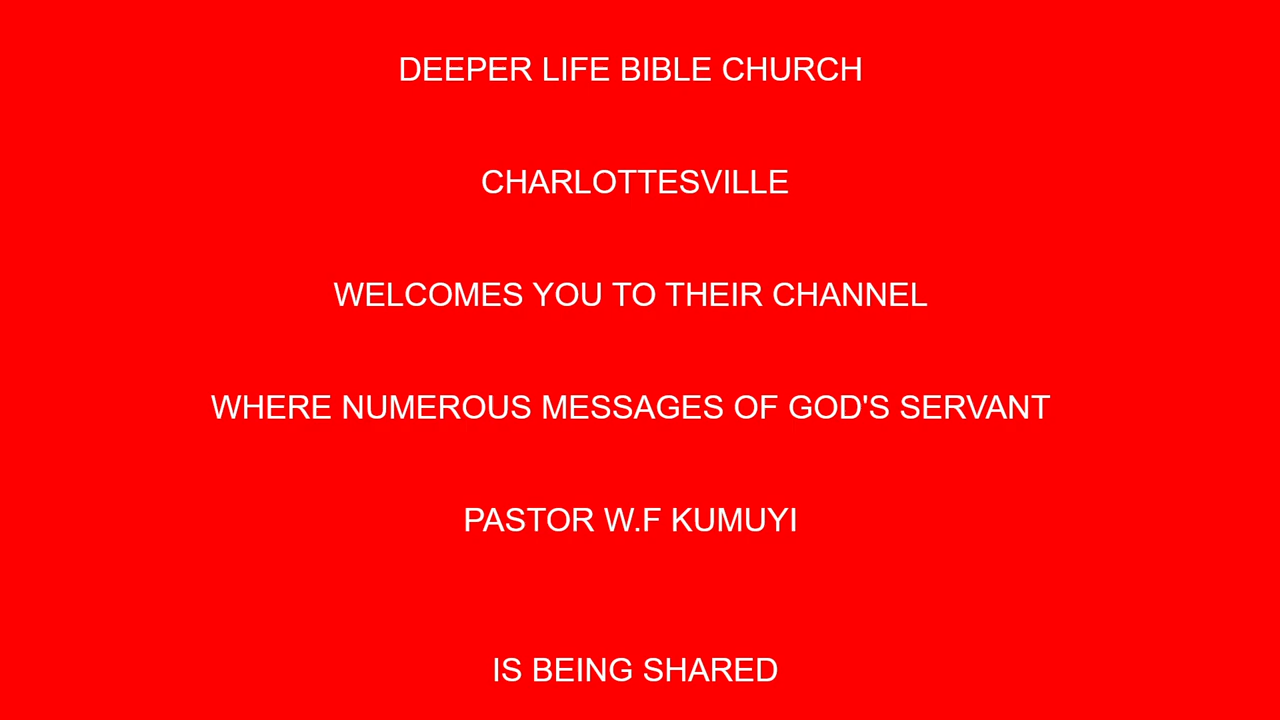 DEEPER LIFE BIBLE CHURCH
CHARLOTTESVILLE
WELCOMES YOU TO THEIR CHANNEL
WHERE NUMEROUS MESSAGES OF GOD'S SERVANT
PASTOR W.F KUMUYI
IS BEING SHARED